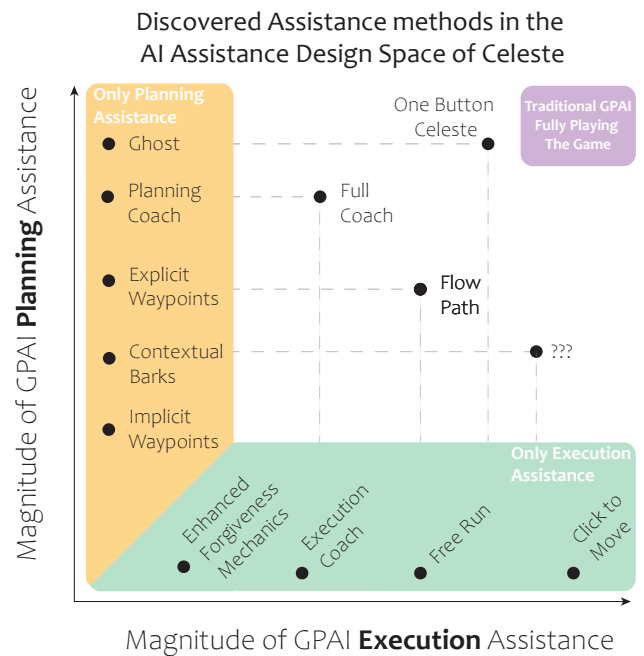 Discovered Assistance methods in the
AI Assistance Design Space of Celeste
Magnitude of GPAI Planning Assistance
Only Planning
Assistance
Ghost
Planning
Coach
Explicit
Waypoints
Contextual
Barks
Implicit
Waypoints
One Button
Celeste
Full
Coach
Flow
Path
???
Traditional GPAI
Fully Playing
The Game
Only Execution
Assistance
Enhanced
Forgiveness
Mechanics
Execution
Coach
Free Run
Click to
Move
Magnitude of GPAI Execution Assistance